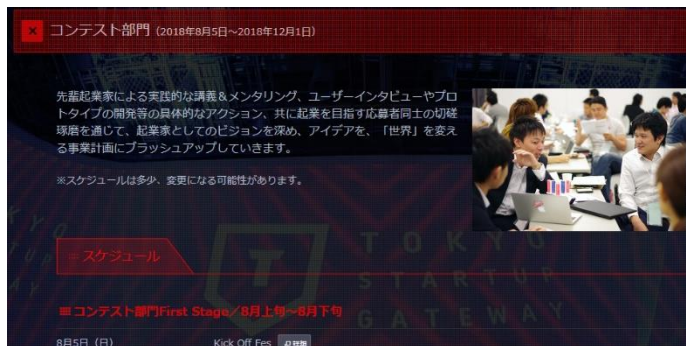 コンテスト部門 (2018年8月5日～2018年12月1日)
先輩起業家による実践的な講義＆メンタリング、ユーザーインタビューやプロ
トタイプの開発等の具体的なアクション、共に起業を目指す応募者同士の切磋
琢磨を通じて、起業家としてのビジョンを深め、アイデアを、「世界」を変え
る事業計画にブラッシュアップしていきます。
※スケジュールは多少、変更になる可能性があります。
スケジュール
TOKYO
STARTUP
GATEWAY
コンテスト部門First Stage／8月上旬～8月下旬
8月5日（日） Kick Off Fes